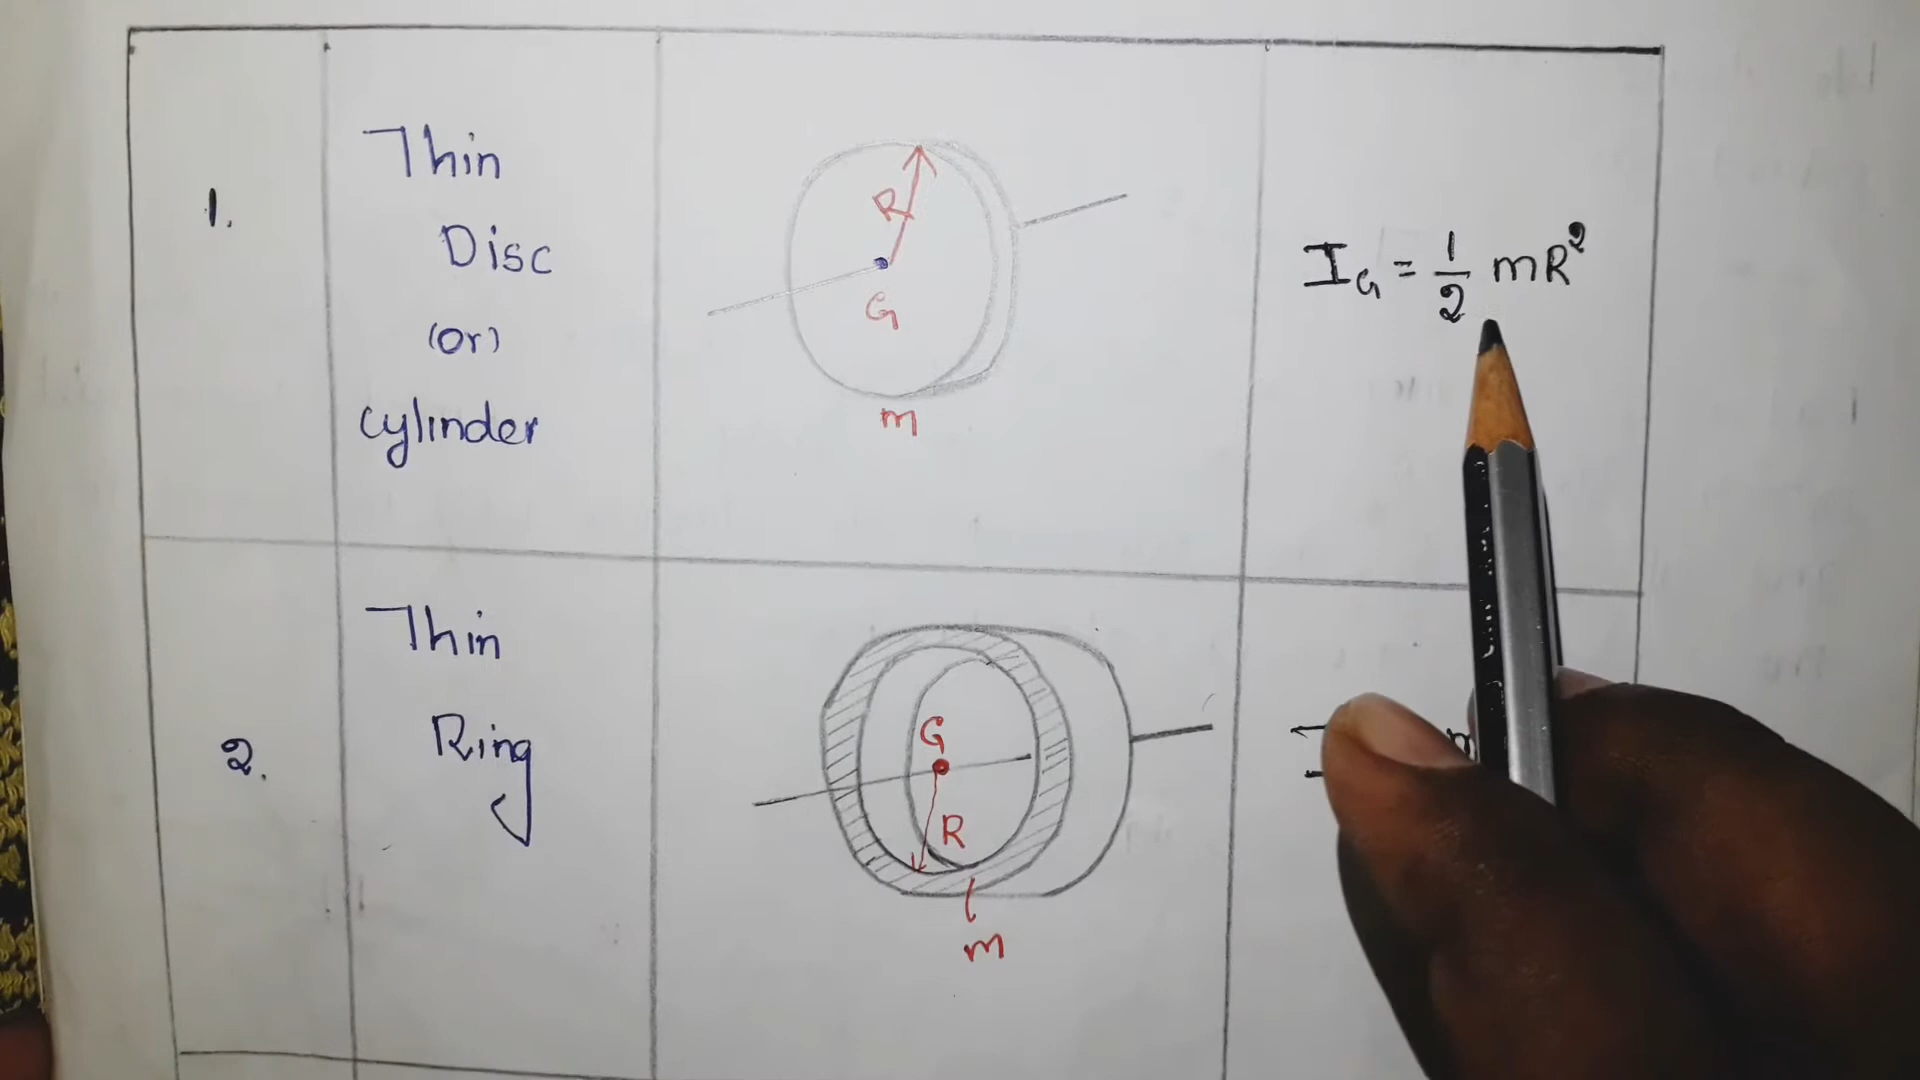 1.
Thin
Disc
(or)
cylinder
R
G
m
I_G = 1/2 mR²
2.
Thin
Ring
G
R
m